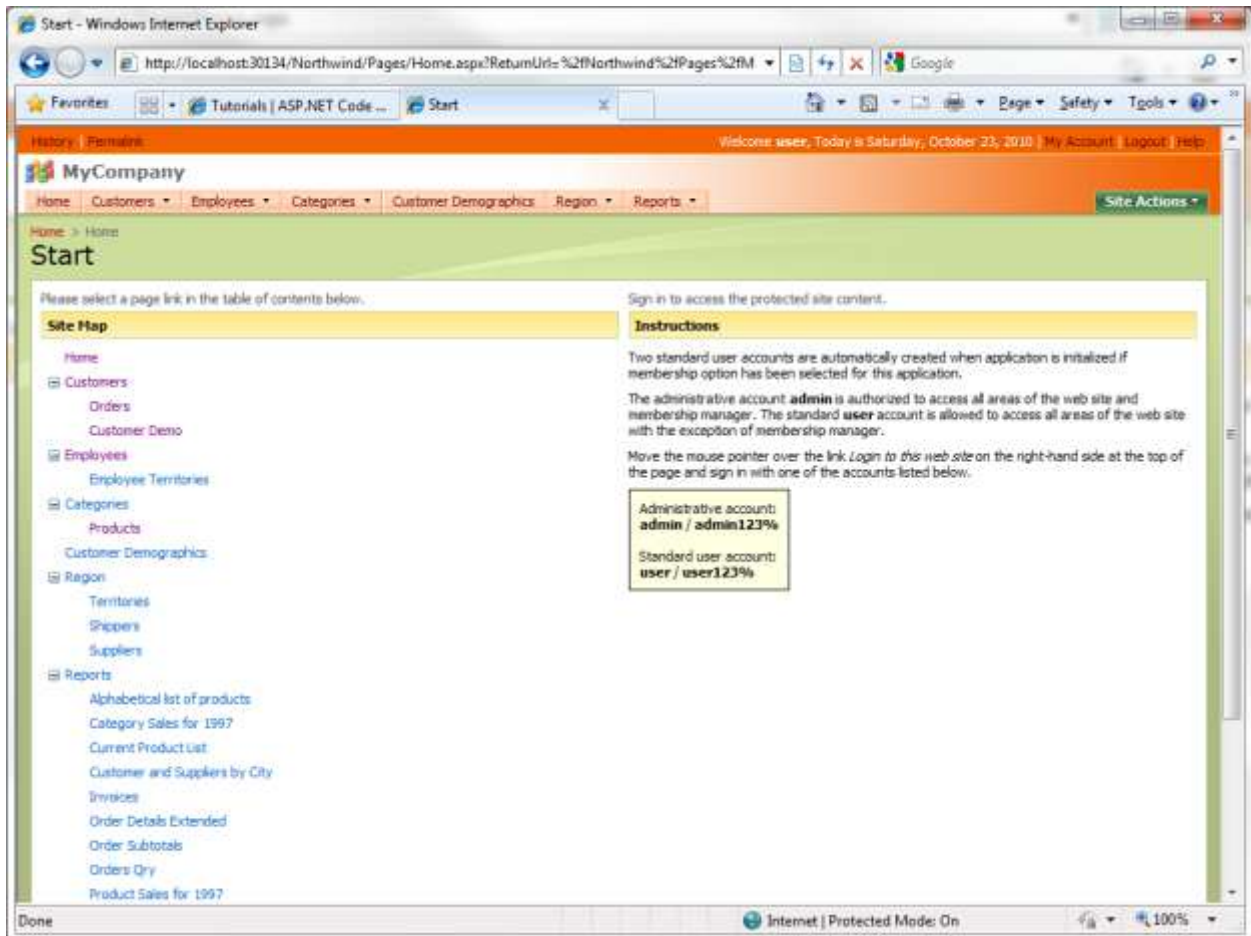 Start - Windows Internet Explorer
http://localhost:30134/Northwind/Pages/Home.aspx?ReturnUrl=%2fNorthwind%2fPages%2fM
Google
Favorites
Tutorials | ASP.NET Code ...
Start
Page
Safety
Tools
History | Permalink
Welcome user, Today is Saturday, October 23, 2010 | My Account | Logout | Help
MyCompany
Home
Customers
Employees
Categories
Customer Demographics
Region
Reports
Site Actions
Home > Home
Start
Please select a page link in the table of contents below.
Site Map
Home
Customers
Orders
Customer Demo
Employees
Employee Territories
Categories
Products
Customer Demographics
Region
Territories
Shippers
Suppliers
Reports
Alphabetical list of products
Category Sales for 1997
Current Product List
Customer and Suppliers by City
Invoices
Order Details Extended
Order Subtotals
Orders Qry
Product Sales for 1997
Sign in to access the protected site content.
Instructions
Two standard user accounts are automatically created when application is initialized if
membership option has been selected for this application.
The administrative account admin is authorized to access all areas of the web site and
membership manager. The standard user account is allowed to access all areas of the web site
with the exception of membership manager.
Move the mouse pointer over the link Login to this web site on the right-hand side at the top of
the page and sign in with one of the accounts listed below.
Administrative account:
admin / admin123%
Standard user account:
user / user123%
Done
Internet | Protected Mode: On
100%